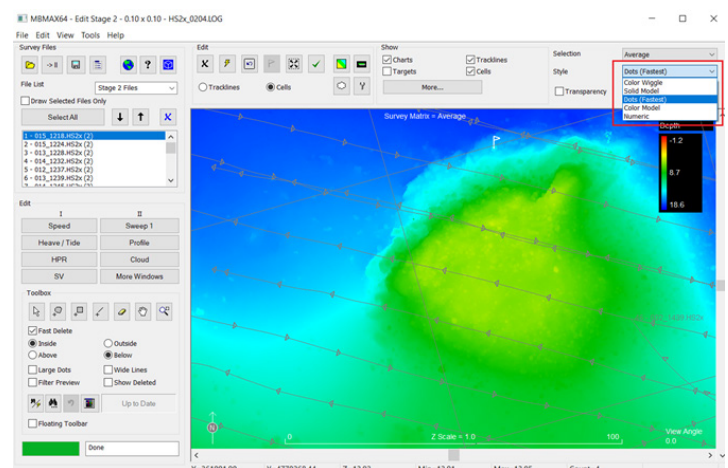 MBMAX64 - Edit Stage 2 - 0.10 x 0.10 - HS2x_0204.LOG
File Edit View Tools Help
Survey Files
Edit
Show
File List
Stage 2 Files
Draw Selected Files Only
Select All
1 - 015_1218.HS2x (2)
2 - 015_1224.HS2x (2)
3 - 014_1228.HS2x (2)
4 - 014_1232.HS2x (2)
5 - 012_1237.HS2x (2)
6 - 013_1239.HS2x (2)
Tracklines
Cells
Charts
Tracklines
Targets
Cells
More...
Selection
Average
Style
Dots (Fastest)
Transparency
Color Wiggle
Solid Model
Dots (Fastest)
Color Model
Numeric
Edit
I
II
Speed
Sweep 1
Heave / Tide
Profile
HPR
Cloud
SV
More Windows
Toolbox
Fast Delete
Inside
Outside
Above
Below
Large Dots
Wide Lines
Filter Preview
Show Deleted
Up to Date
Floating Toolbar
Done
Survey Matrix = Average
Depth
-1.2
8.7
18.6
N
0
Z Scale = 1.0
100
View Angle
0.0